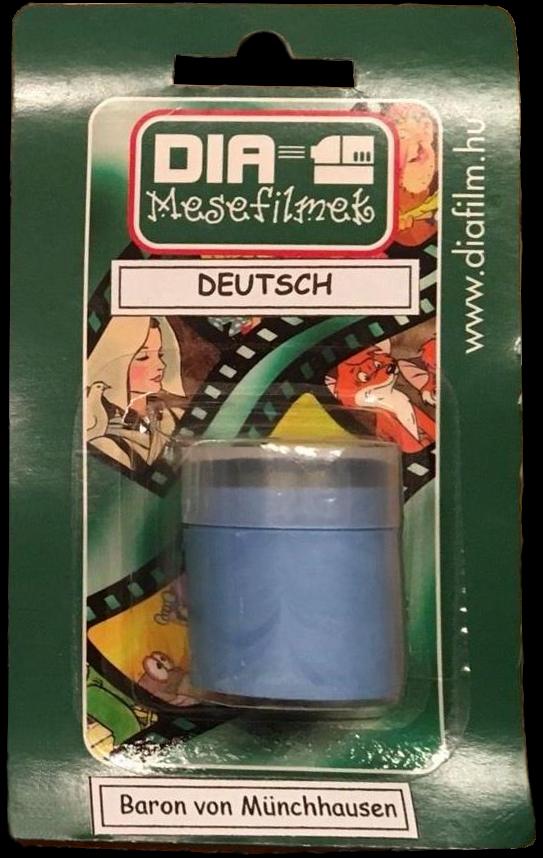 DIA
Mesefilmek
DEUTSCH
www.diafilm.hu
Baron von Münchhausen